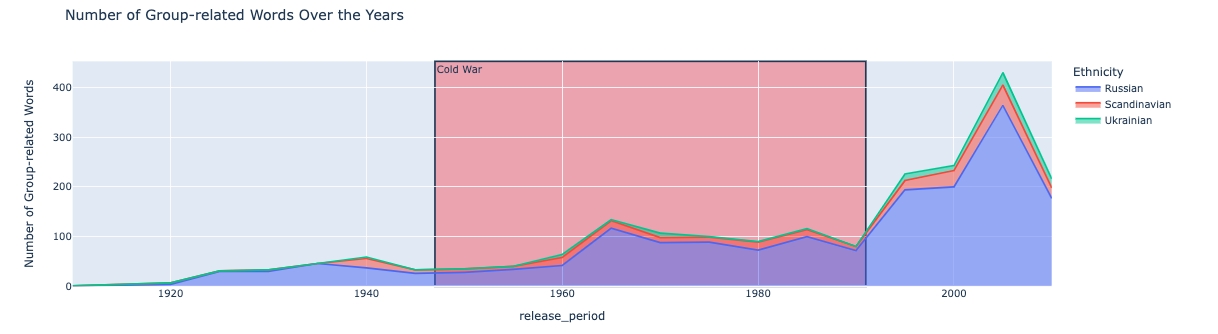 Number of Group-related Words Over the Years
Cold War
Ethnicity
Russian
Scandinavian
Ukrainian
Number of Group-related Words
400
300
200
100
0
1920 1940 1960 1980 2000
release_period